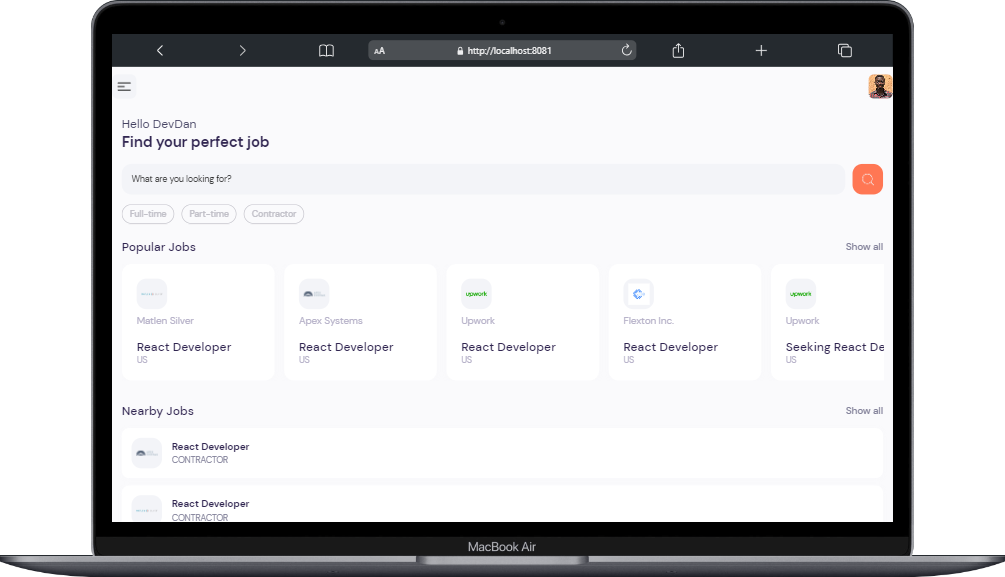 AA
http://localhost:8081
Hello DevDan
Find your perfect job
What are you looking for?
Full-time
Part-time
Contractor
Popular Jobs
Show all
upwork
upwork
Matlen Silver
Apex Systems
Upwork
Flexton Inc.
Upwork
React Developer
React Developer
React Developer
React Developer
Seeking React De
US
US
US
US
US
Nearby Jobs
Show all
React Developer
CONTRACTOR
React Developer
CONTRACTOR
MacBook Air